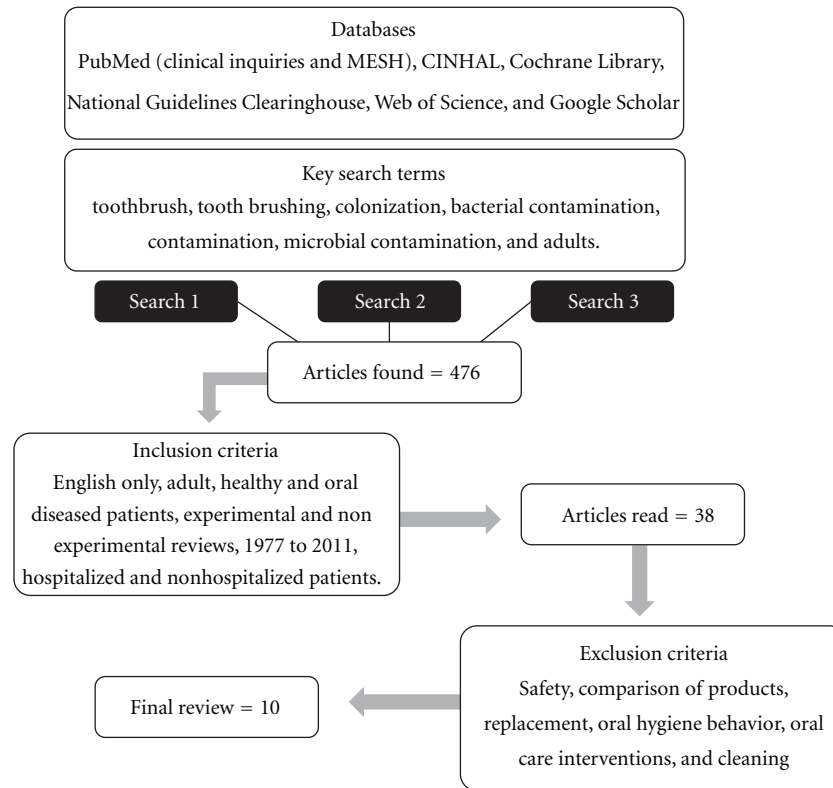 Databases
PubMed (clinical inquiries and MESH), CINHAL, Cochrane Library,
National Guidelines Clearinghouse, Web of Science, and Google Scholar
Key search terms
toothbrush, tooth brushing, colonization, bacterial contamination,
contamination, microbial contamination, and adults.
Search 1
Search 2
Search 3
Articles found = 476
Inclusion criteria
English only, adult, healthy and oral
diseased patients, experimental and non
experimental reviews, 1977 to 2011,
hospitalized and nonhospitalized patients.
Articles read = 38
Exclusion criteria
Safety, comparison of products,
replacement, oral hygiene behavior, oral
care interventions, and cleaning
Final review = 10